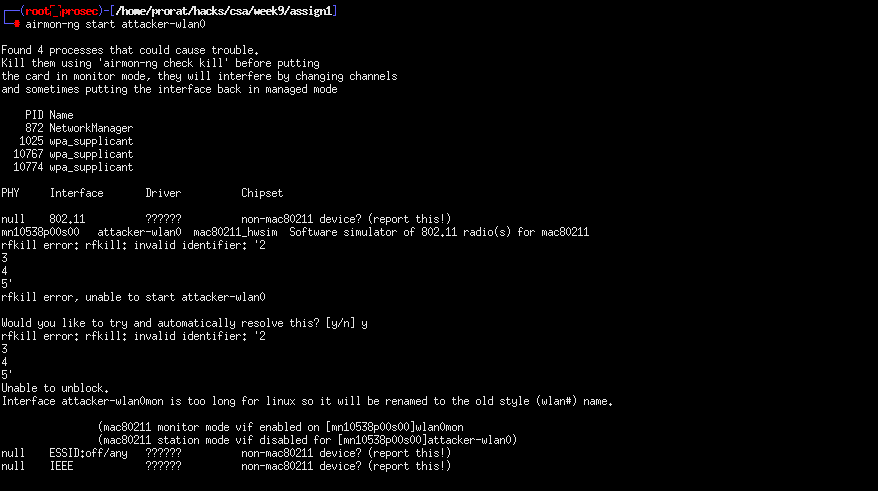 ┌──(root㉿prosec)-[/home/prorat/hacks/csa/week9/assign1]
└─# airmon-ng start attacker-wlan0
Found 4 processes that could cause trouble.
Kill them using 'airmon-ng check kill' before putting
the card in monitor mode, they will interfere by changing channels
and sometimes putting the interface back in managed mode
PID Name
872 NetworkManager
1025 wpa_supplicant
10767 wpa_supplicant
10774 wpa_supplicant
PHY Interface Driver Chipset
null 802.11 ?????? non-mac80211 device? (report this!)
mn10538p00s00 attacker-wlan0 mac80211_hwsim Software simulator of 802.11 radio(s) for mac80211
rfkill error: rfkill: invalid identifier: '2
3
4
5'
rfkill error, unable to start attacker-wlan0
Would you like to try and automatically resolve this? [y/n] y
rfkill error: rfkill: invalid identifier: '2
3
4
5'
Unable to unblock.
Interface attacker-wlan0mon is too long for linux so it will be renamed to the old style (wlan#) name.
(mac80211 monitor mode vif enabled on [mn10538p00s00]wlan0mon
(mac80211 station mode vif disabled for [mn10538p00s00]attacker-wlan0)
null ESSID:off/any ?????? non-mac80211 device? (report this!)
null IEEE ?????? non-mac80211 device? (report this!)